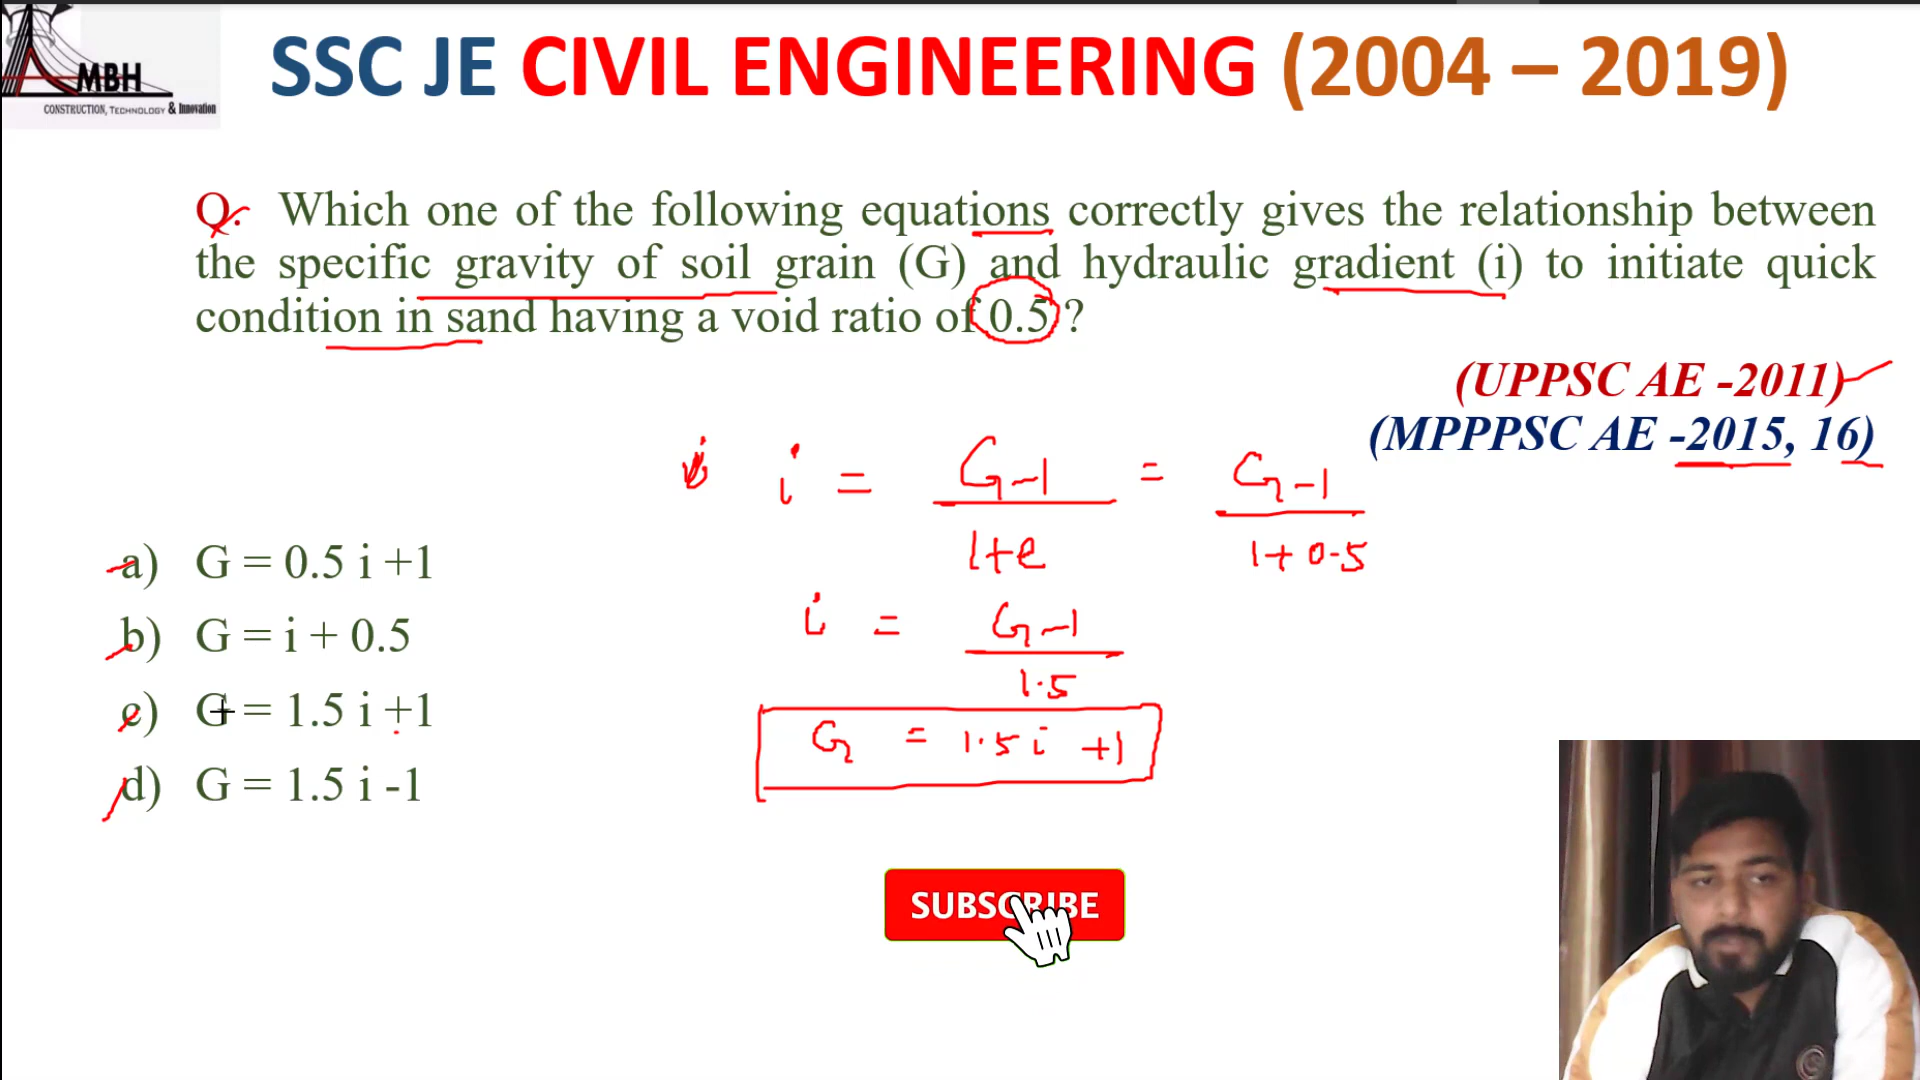 MBH
CONSTRUCTION, TECHNOLOGY & Innovation
SSC JE CIVIL ENGINEERING (2004 – 2019)
Q. Which one of the following equations correctly gives the relationship between
the specific gravity of soil grain (G) and hydraulic gradient (i) to initiate quick
condition in sand having a void ratio of 0.5 ?
(UPPSC AE -2011)
(MPPPSC AE -2015, 16)
i = G-1 = G-1
1+e 1+0.5
a) G = 0.5 i +1
i = G-1
b) G = i + 0.5
1.5
c) G = 1.5 i +1
G = 1.5 i +1
d) G = 1.5 i -1
SUBSCRIBE